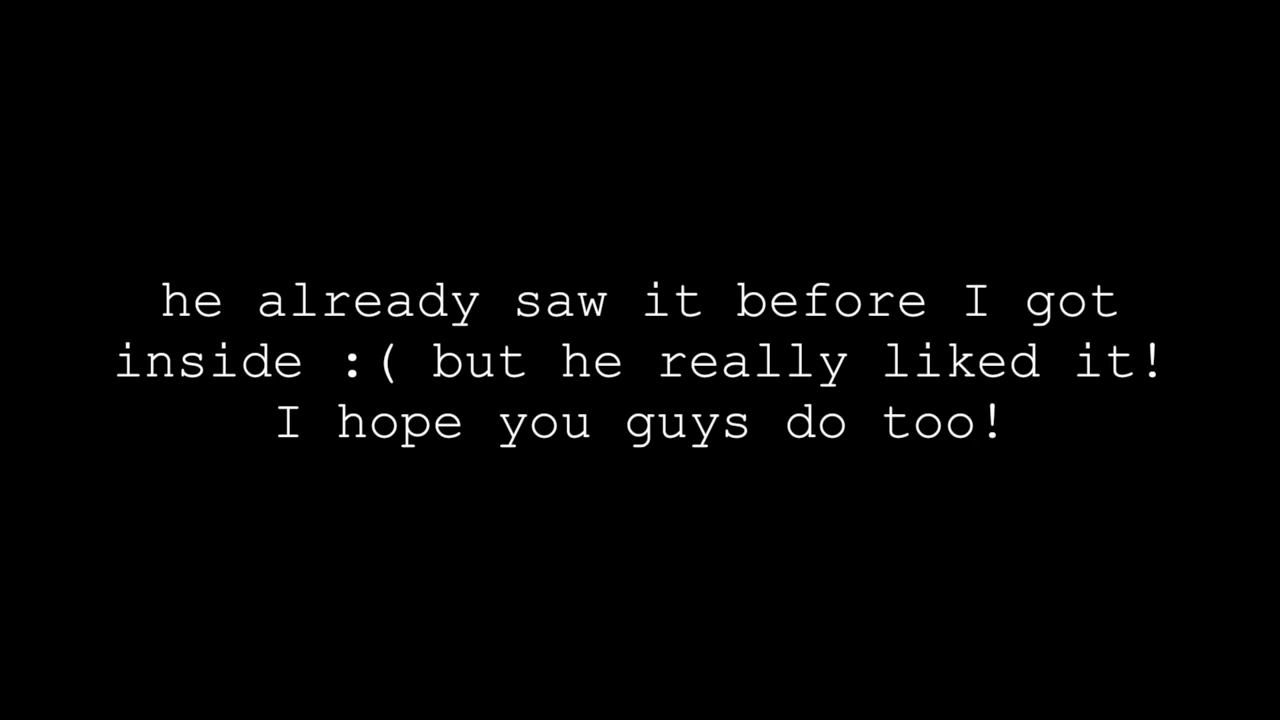 he already saw it before I got
inside :( but he really liked it!
I hope you guys do too!